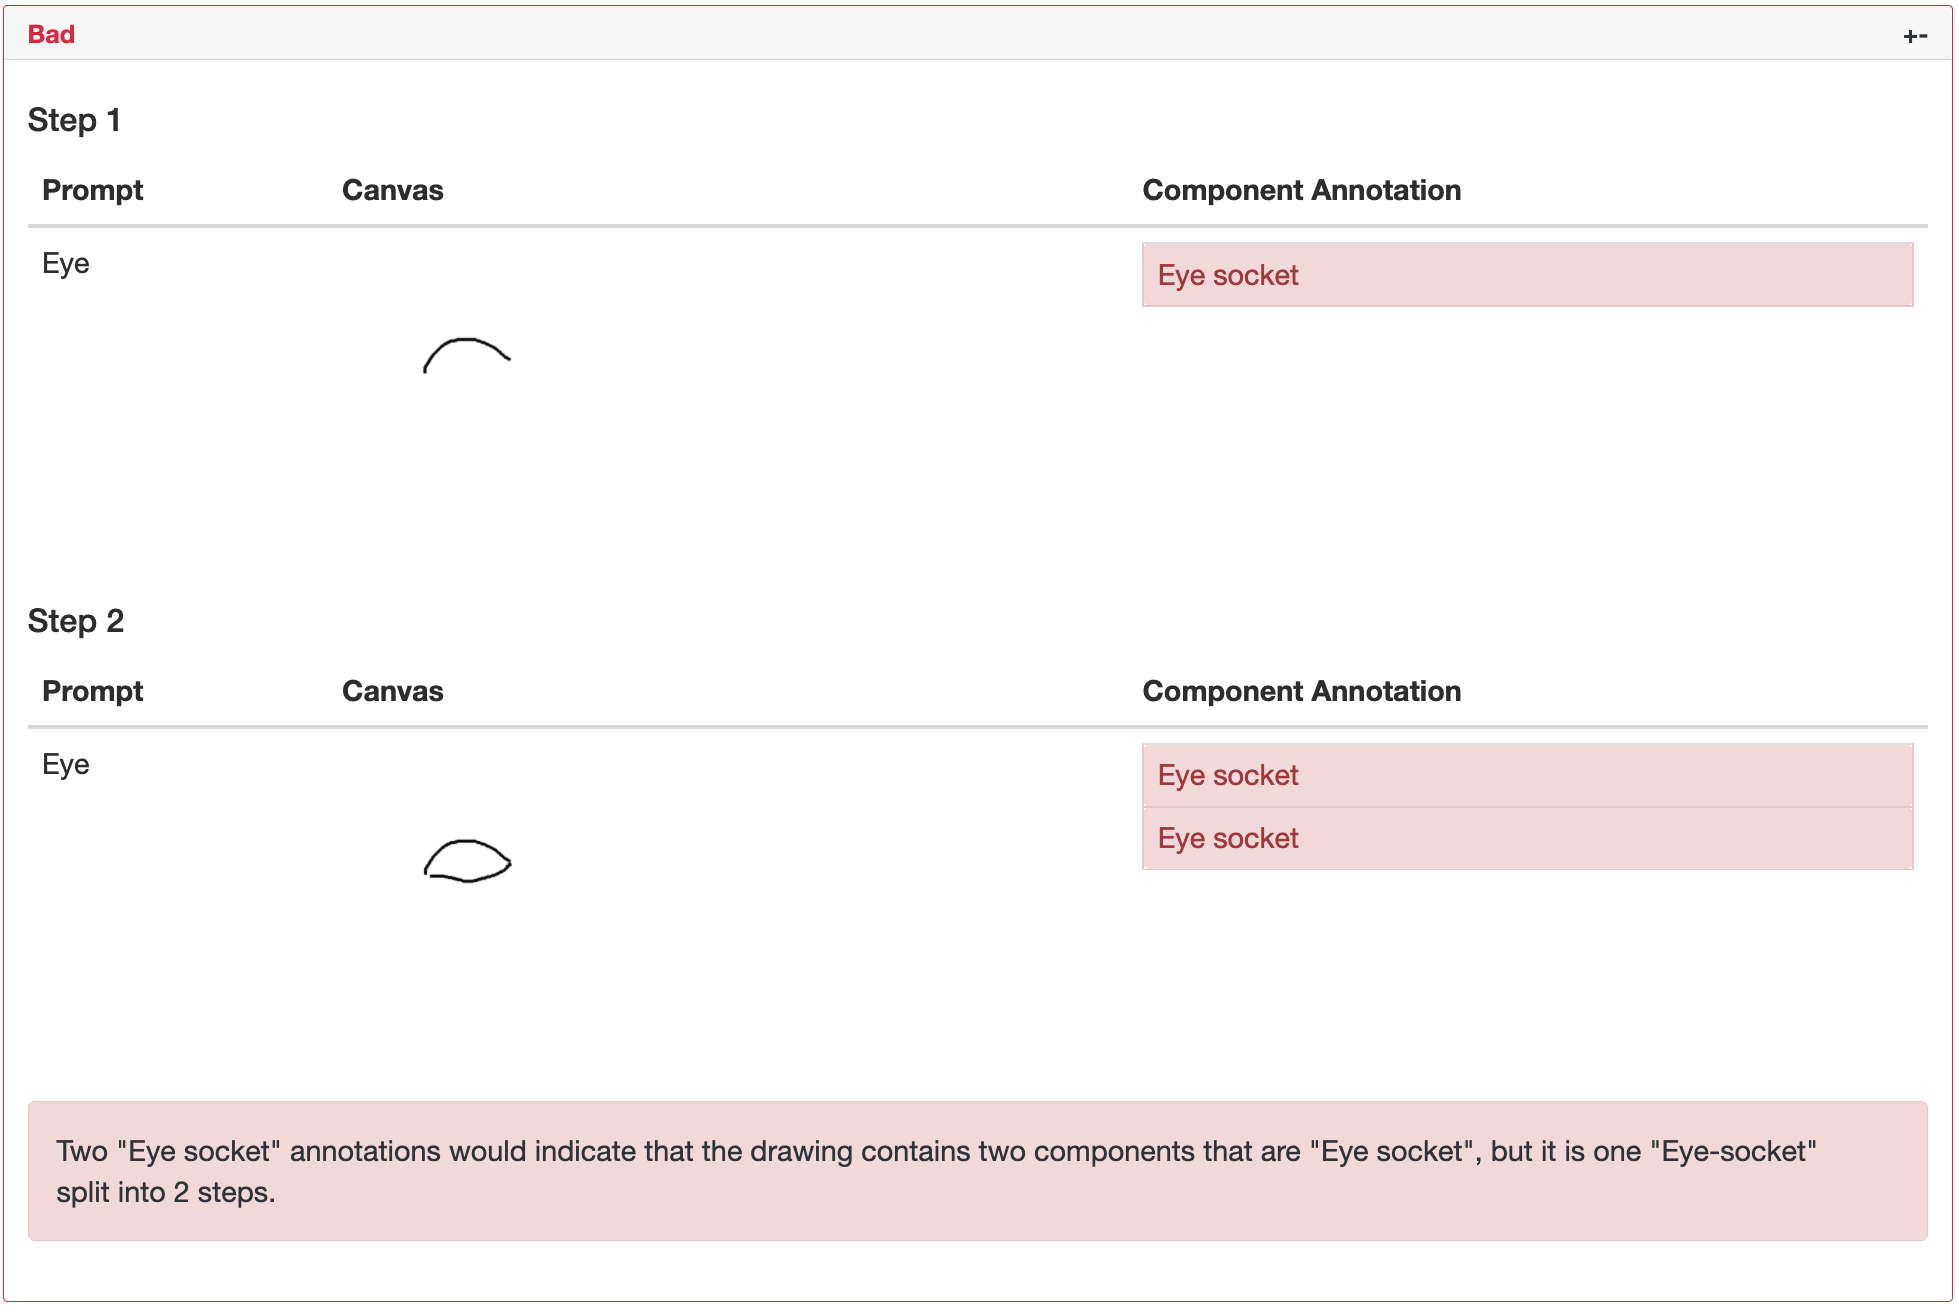 Bad
+-
Step 1
Prompt Canvas Component Annotation
Eye Eye socket
Step 2
Prompt Canvas Component Annotation
Eye Eye socket
Eye socket
Two "Eye socket" annotations would indicate that the drawing contains two components that are "Eye socket", but it is one "Eye-socket"
split into 2 steps.